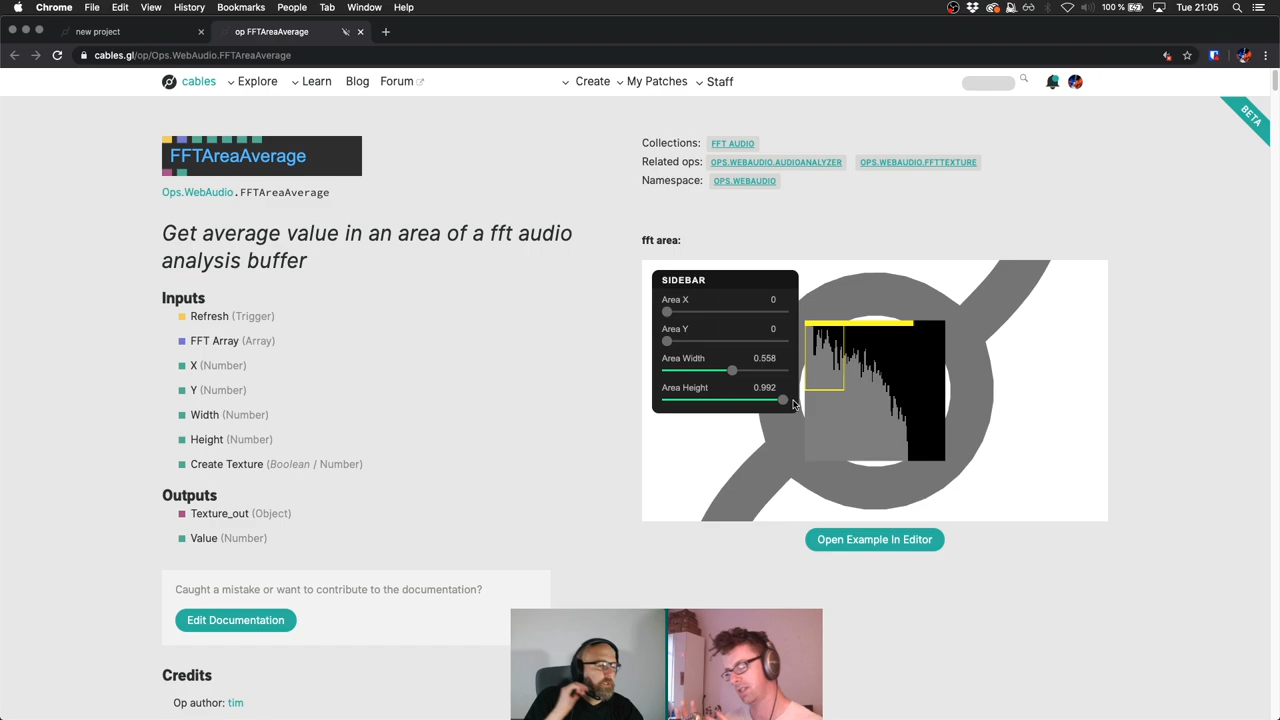 Chrome File Edit View History Bookmarks People Tab Window Help 100 % Tue 21:05
new project op FFTAreaAverage
cables.gl/op/Ops.WebAudio.FFTAreaAverage
cables Explore Learn Blog Forum Create My Patches Staff
BETA
FFTAreaAverage
Ops.WebAudio.FFTAreaAverage
Get average value in an area of a fft audio
analysis buffer
Inputs
Refresh (Trigger)
FFT Array (Array)
X (Number)
Y (Number)
Width (Number)
Height (Number)
Create Texture (Boolean / Number)
Outputs
Texture_out (Object)
Value (Number)
Caught a mistake or want to contribute to the documentation?
Edit Documentation
Credits
Op author: tim
Collections: FFT AUDIO
Related ops: OPS.WEBAUDIO.AUDIOANALYZER OPS.WEBAUDIO.FFTTEXTURE
Namespace: OPS.WEBAUDIO
fft area:
SIDEBAR
Area X 0
Area Y 0
Area Width 0.558
Area Height 0.992
Open Example In Editor